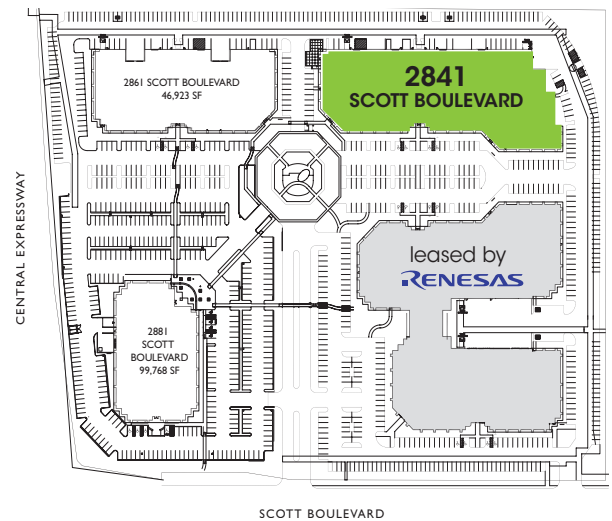 2861 SCOTT BOULEVARD
46,923 SF
2841
SCOTT BOULEVARD
CENTRAL EXPRESSWAY
leased by
RENESAS
2881
SCOTT
BOULEVARD
99,768 SF
SCOTT BOULEVARD